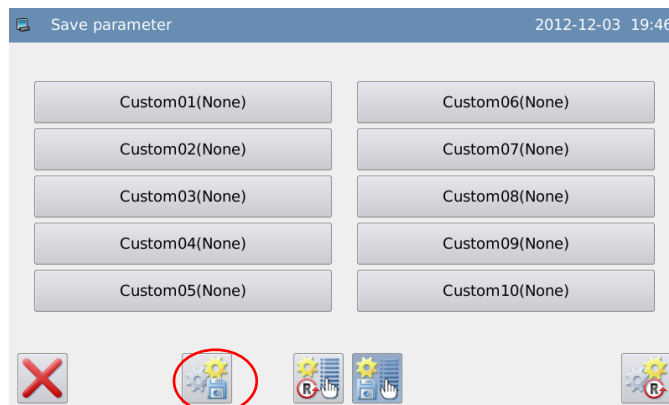 Save parameter 2012-12-03 19:46
Custom01(None) Custom06(None)
Custom02(None) Custom07(None)
Custom03(None) Custom08(None)
Custom04(None) Custom09(None)
Custom05(None) Custom10(None)
R R